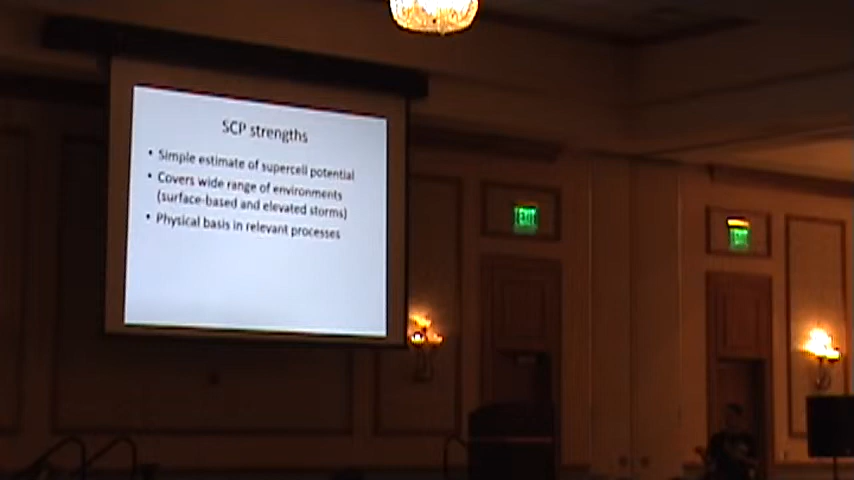 SCP strengths
• Simple estimate of supercell potential
• Covers wide range of environments
(surface-based and elevated storms)
• Physical basis in relevant processes
EXIT
EXIT